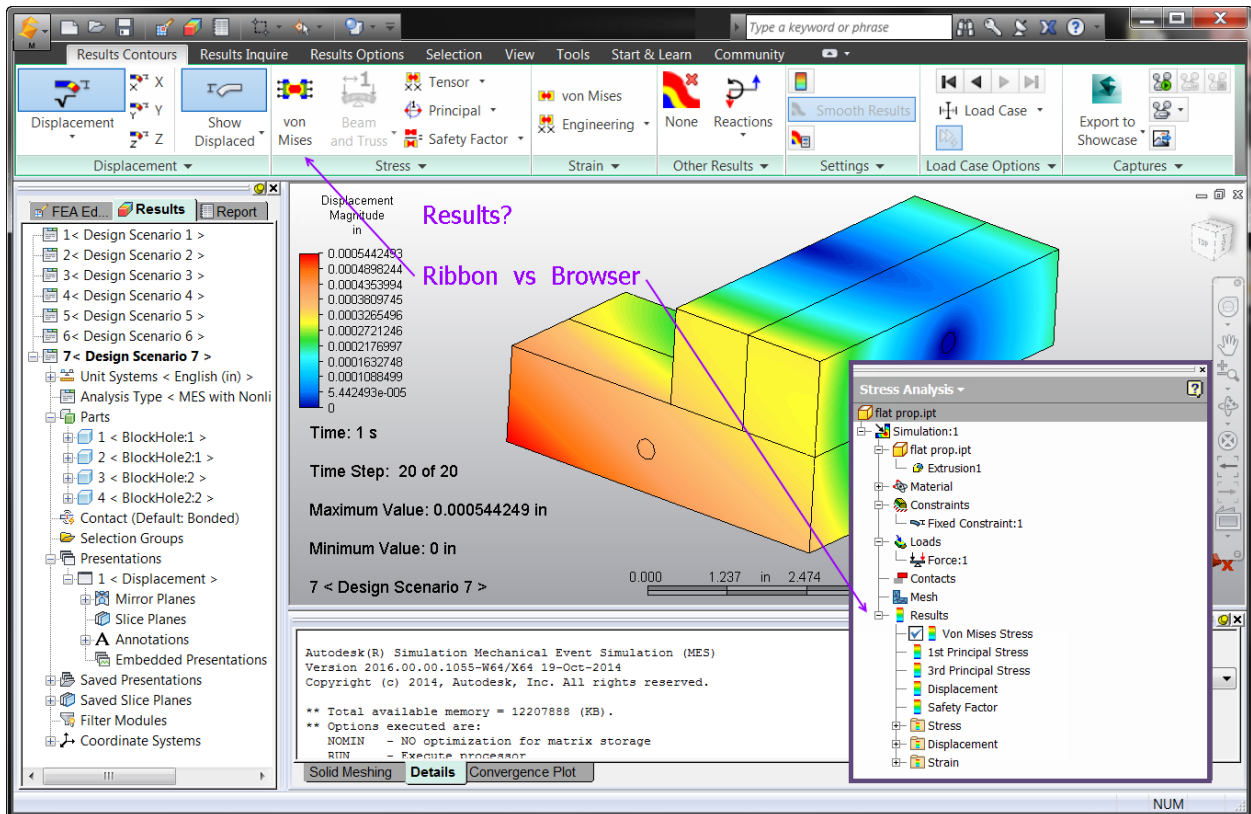 M
Type a keyword or phrase
Results Contours Results Inquire Results Options Selection View Tools Start & Learn Community
Displacement
X
Y
Z
Show
Displaced
von
Mises
Beam
and Truss
Tensor
Principal
Safety Factor
von Mises
Engineering
None
Reactions
Smooth Results
Load Case
Export to
Showcase
Displacement Stress Strain Other Results Settings Load Case Options Captures
FEA Ed... Results Report
1< Design Scenario 1 >
2< Design Scenario 2 >
3< Design Scenario 3 >
4< Design Scenario 4 >
5< Design Scenario 5 >
6< Design Scenario 6 >
7< Design Scenario 7 >
Unit Systems < English (in) >
Analysis Type < MES with Nonli
Parts
1 < BlockHole:1 >
2 < BlockHole2:1 >
3 < BlockHole:2 >
4 < BlockHole2:2 >
Contact (Default: Bonded)
Selection Groups
Presentations
1 < Displacement >
Mirror Planes
Slice Planes
Annotations
Embedded Presentations
Saved Presentations
Saved Slice Planes
Filter Modules
Coordinate Systems
Displacement
Magnitude
in
0.0005442493
0.0004898244
0.0004353994
0.0003809745
0.0003265496
0.0002721246
0.0002176997
0.0001632748
0.0001088499
5.442493e-005
0
Results?
Ribbon vs Browser
Time: 1 s
Time Step: 20 of 20
Maximum Value: 0.000544249 in
Minimum Value: 0 in
7 < Design Scenario 7 >
0.000 1.237 in 2.474
TOP
X
Stress Analysis
flat prop.ipt
Simulation:1
flat prop.ipt
Extrusion1
Material
Constraints
Fixed Constraint:1
Loads
Force:1
Contacts
Mesh
Results
Von Mises Stress
1st Principal Stress
3rd Principal Stress
Displacement
Safety Factor
Stress
Displacement
Strain
Autodesk(R) Simulation Mechanical Event Simulation (MES)
Version 2016.00.00.1055-W64/X64 19-Oct-2014
Copyright (c) 2014, Autodesk, Inc. All rights reserved.
** Total available memory = 12207888 (KB).
** Options executed are:
NOMIN - NO optimization for matrix storage
RUN - Execute processor
Solid Meshing Details Convergence Plot
NUM